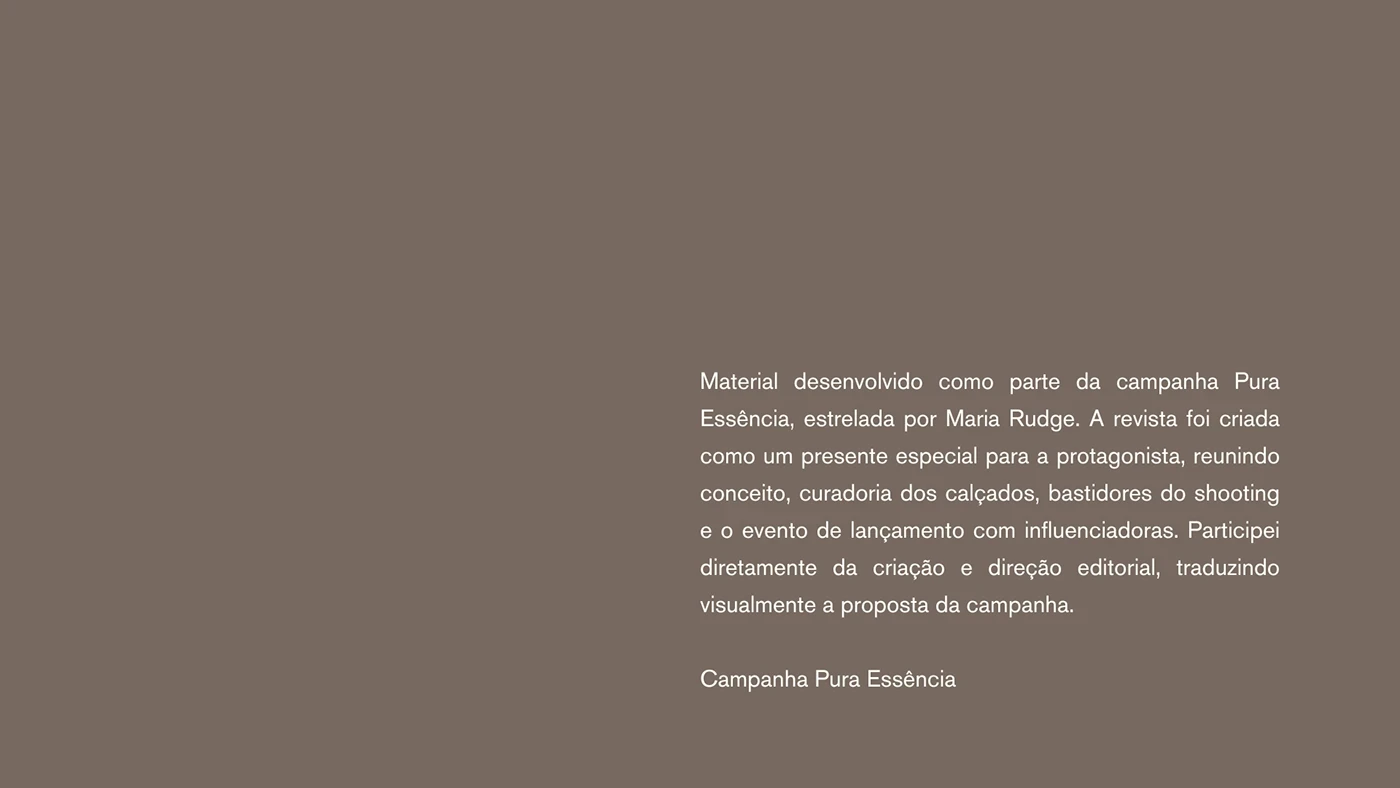 Material desenvolvido como parte da campanha Pura
Essência, estrelada por Maria Rudge. A revista foi criada
como um presente especial para a protagonista, reunindo
conceito, curadoria dos calçados, bastidores do shooting
e o evento de lançamento com influenciadoras. Participei
diretamente da criação e direção editorial, traduzindo
visualmente a proposta da campanha.
Campanha Pura Essência